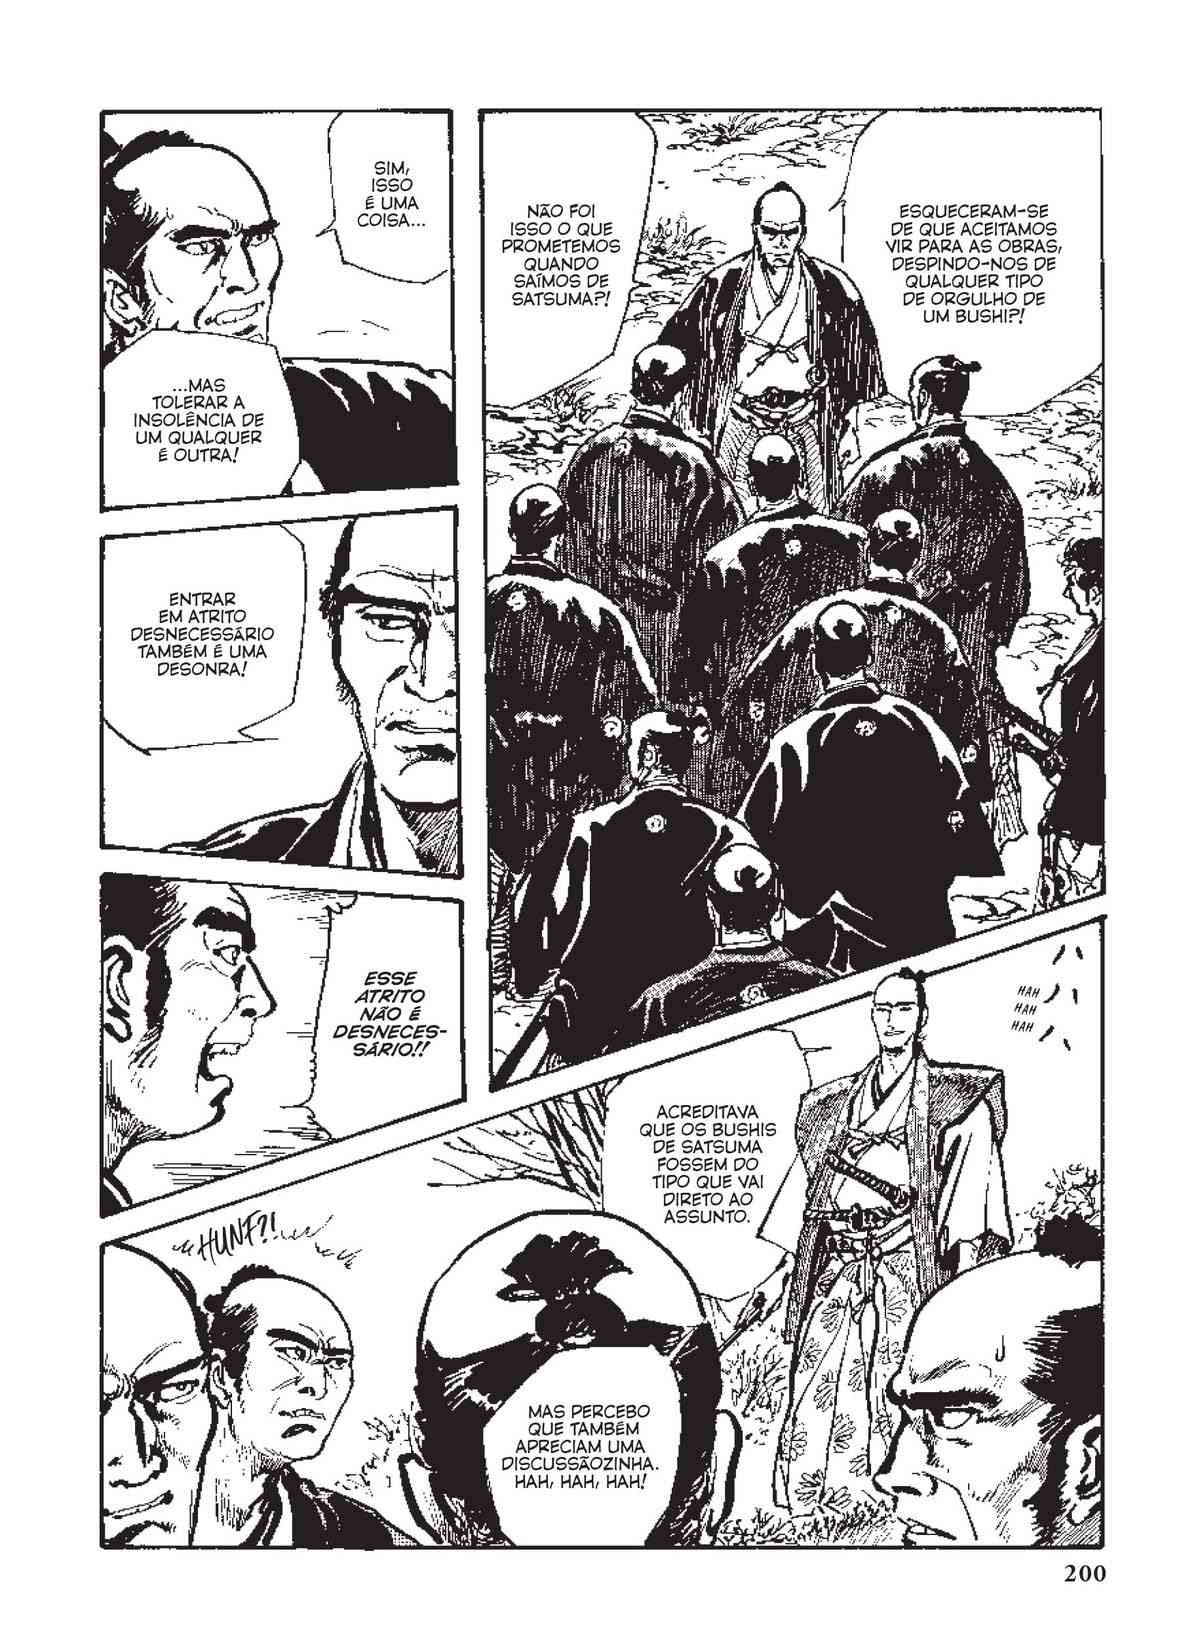 ESQUECERAM-SE
DE QUE ACEITAMOS
VIR PARA AS OBRAS,
DESPINDO-NOS DE
QUALQUER TIPO
DE ORGULHO DE
UM BUSHI?!
NÃO FOI
ISSO O QUE
PROMETEMOS
QUANDO
SAÍMOS DE
SATSUMA?!
SIM,
ISSO
É UMA
COISA...
...MAS
TOLERAR A
INSOLÊNCIA DE
UM QUALQUER
É OUTRA!
ENTRAR
EM ATRITO
DESNECESSÁRIO
TAMBÉM É UMA
DESONRA!
ESSE
ATRITO
NÃO É
DESNECES-
SÁRIO!!
HAH
HAH
HAH
ハ
ハ
ハ
ACREDITAVA
QUE OS BUSHIS
DE SATSUMA
FOSSEM DO
TIPO QUE VAI
DIRETO AO
ASSUNTO.
HUNF?!
MAS PERCEBO
QUE TAMBÉM
APRECIAM UMA
DISCUSSÃOZINHA.
HAH, HAH, HAH!
200